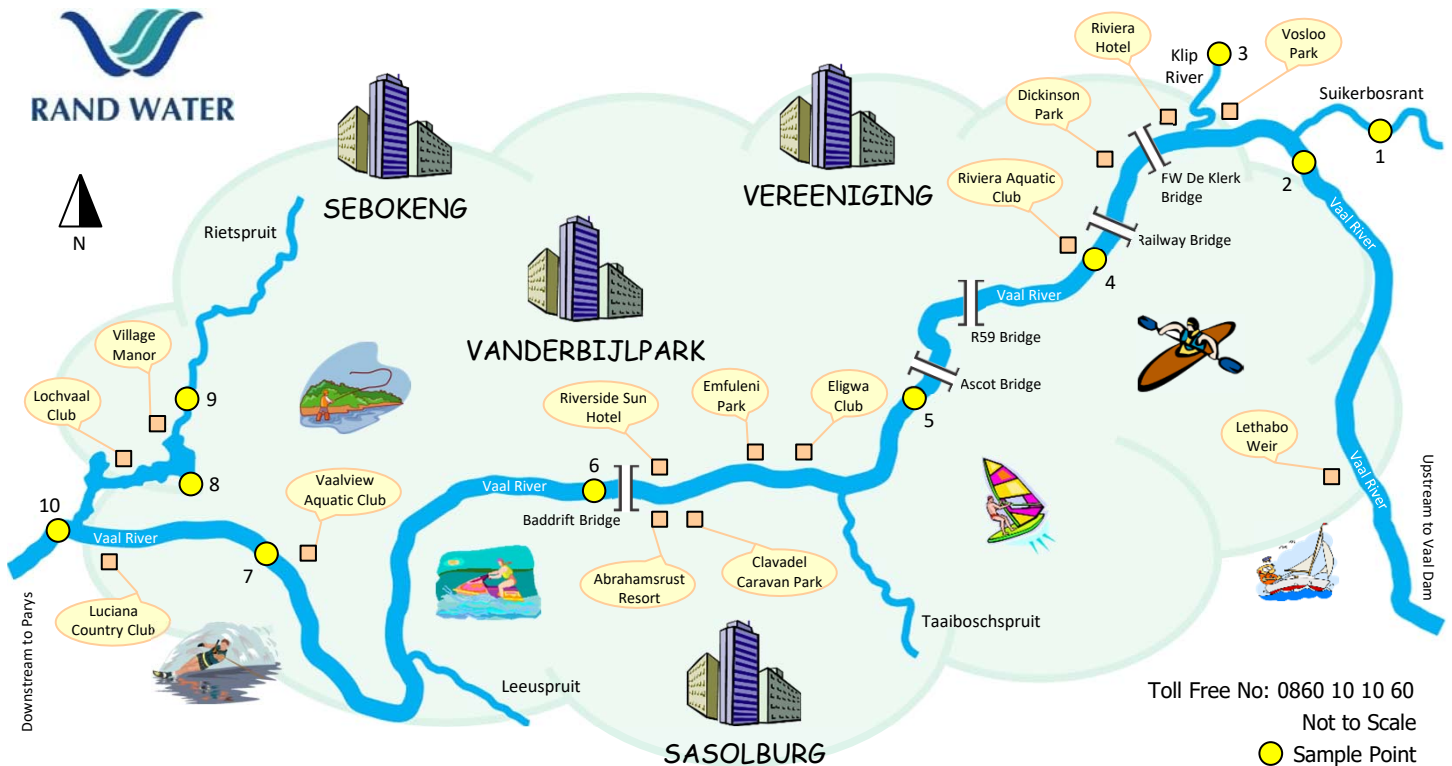 RAND WATER
N
SEBOKENG
VEREENIGING
VANDERBIJLPARK
SASOLBURG
Riviera
Hotel
Klip
River
3
Vosloo
Park
Suikerbosrant
1
2
Dickinson
Park
FW De Klerk
Bridge
Riviera Aquatic
Club
Railway Bridge
4
Vaal River
Vaal River
R59 Bridge
Ascot Bridge
5
Rietspruit
Village
Manor
Lochvaal
Club
9
8
10
Vaal River
7
Vaalview
Aquatic Club
Luciana
Country Club
Riverside Sun
Hotel
Emfuleni
Park
Eligwa
Club
6
Vaal River
Baddrift Bridge
Abrahamsrust
Resort
Clavadel
Caravan Park
Taaiboschspruit
Leeuspruit
Lethabo
Weir
Vaal River
Upstream to Vaal Dam
Downstream to Parys
Toll Free No: 0860 10 10 60
Not to Scale
Sample Point